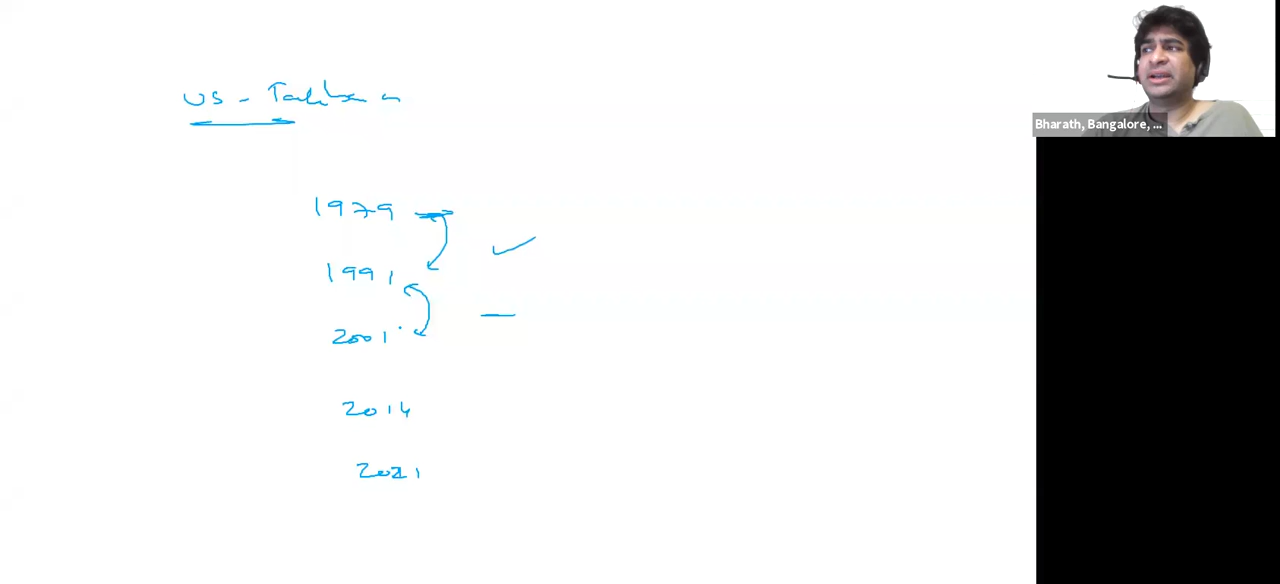 US - Taliban
Bharath, Bangalore, ...
1979
1991
2001
2014
2021